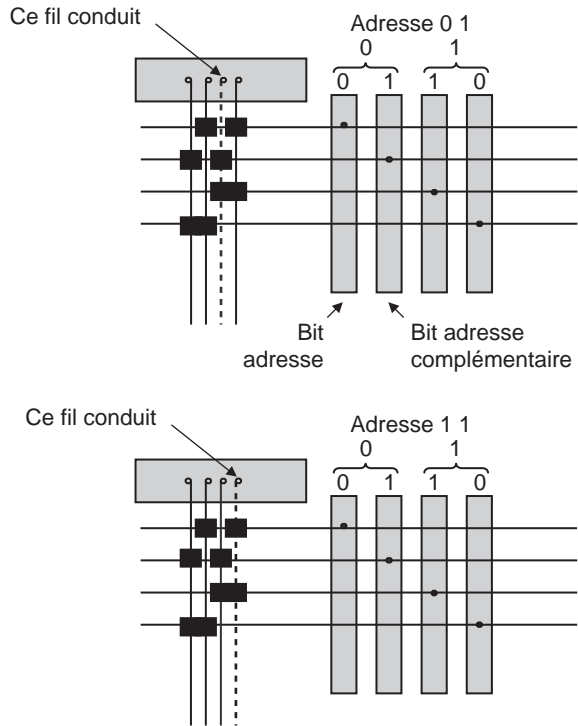 Ce fil conduit
Adresse 0 1
0 1
0 1 1 0
Bit adresse
Bit adresse complémentaire
Ce fil conduit
Adresse 1 1
0 1
0 1 1 0